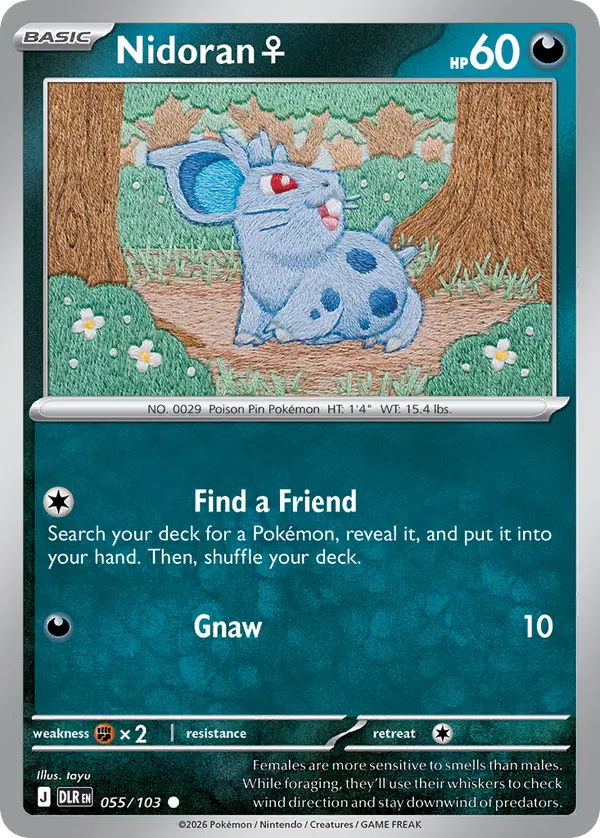 BASIC
Nidoran♀
HP 60
NO. 0029 Poison Pin Pokémon HT: 1'4" WT: 15.4 lbs.
Find a Friend
Search your deck for a Pokémon, reveal it, and put it into
your hand. Then, shuffle your deck.
Gnaw 10
weakness ×2 resistance retreat
Illus. tayu
Females are more sensitive to smells than males.
While foraging, they'll use their whiskers to check
wind direction and stay downwind of predators.
J DLR EN 055/103
©2026 Pokémon / Nintendo / Creatures / GAME FREAK